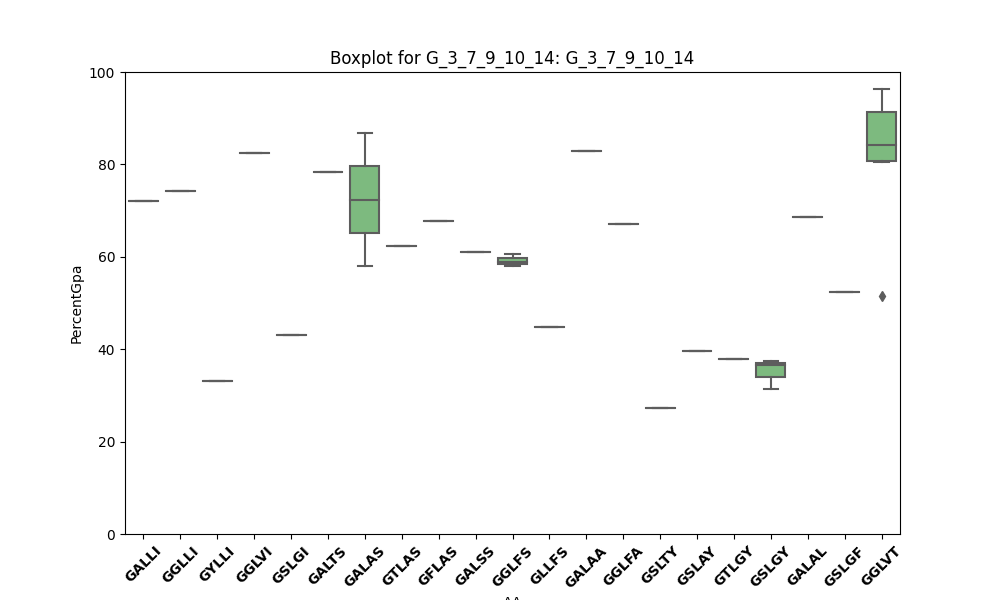 Boxplot for G_3_7_9_10_14: G_3_7_9_10_14
PercentGpa
100
80
60
40
20
0
GALLI
GGLLI
GYLLI
GGLVI
GSLGI
GALTS
GALAS
GTLAS
GFLAS
GALSS
GGLFS
GLLFS
GALAA
GGLFA
GSLTY
GSLAY
GTLGY
GSLGY
GALAL
GSLGF
GGLVT
AA